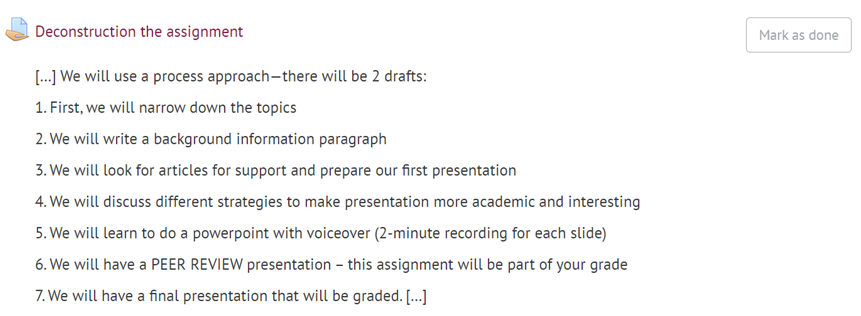 Deconstruction the assignment
Mark as done
[...] We will use a process approach—there will be 2 drafts:
1. First, we will narrow down the topics
2. We will write a background information paragraph
3. We will look for articles for support and prepare our first presentation
4. We will discuss different strategies to make presentation more academic and interesting
5. We will learn to do a powerpoint with voiceover (2-minute recording for each slide)
6. We will have a PEER REVIEW presentation – this assignment will be part of your grade
7. We will have a final presentation that will be graded. [...]